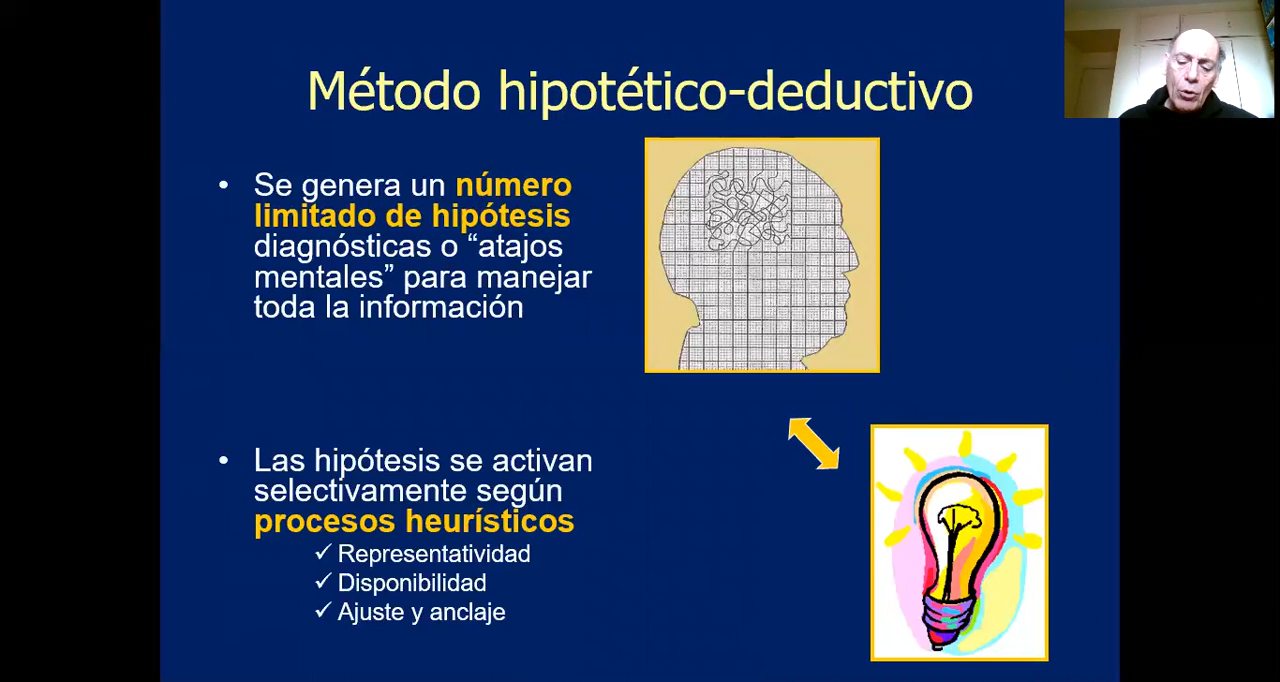 Método hipotético-deductivo
• Se genera un número
limitado de hipótesis
diagnósticas o “atajos
mentales” para manejar
toda la información
• Las hipótesis se activan
selectivamente según
procesos heurísticos
✓ Representatividad
✓ Disponibilidad
✓ Ajuste y anclaje